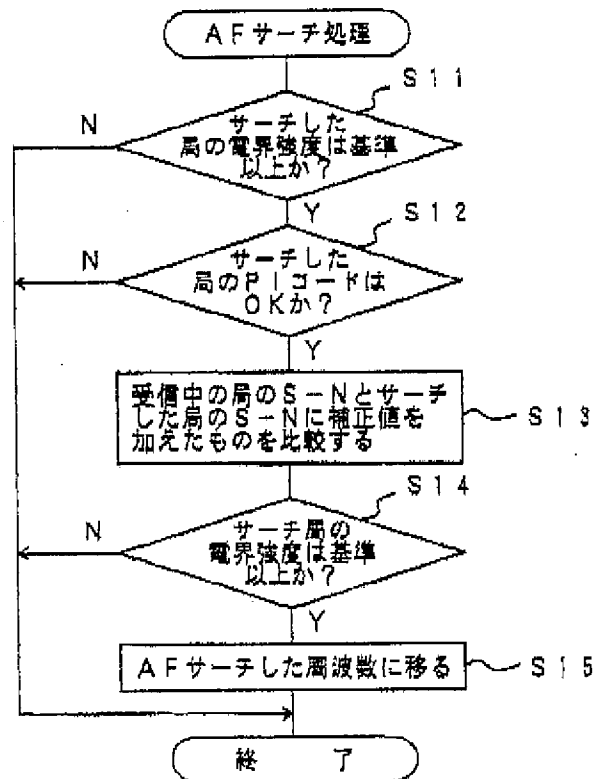 AFサーチ処理
S11
N
サーチした
局の電界強度は基準
以上か？
Y
S12
N
サーチした
局のPIコードは
OKか？
Y
受信中の局のS-Nとサーチ
した局のS-Nに補正値を
加えたものを比較する
S13
S14
N
サーチ局の
電界強度は基準
以上か？
Y
AFサーチした周波数に移る
S15
終 了